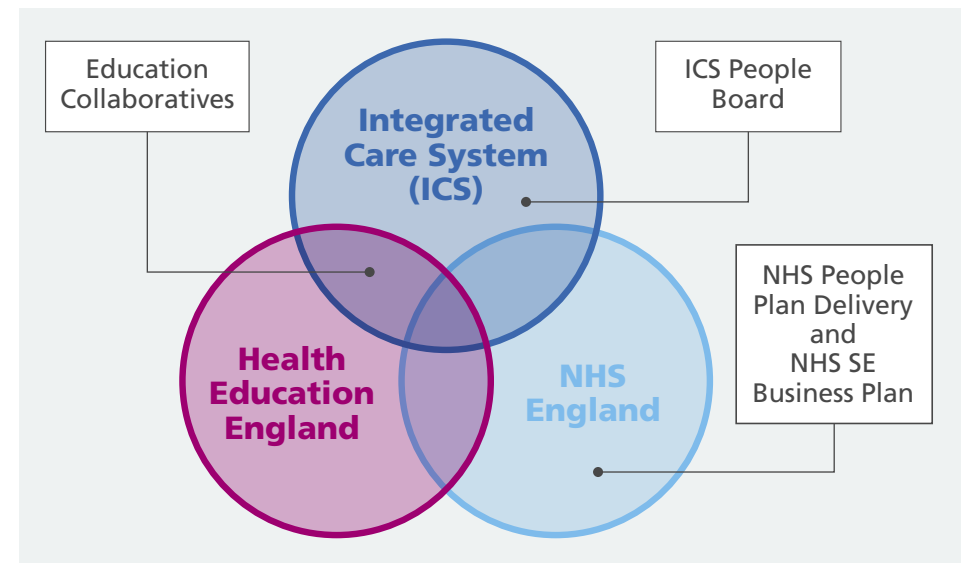 Education
Collaboratives
ICS People
Board
Integrated
Care System
(ICS)
NHS People
Plan Delivery
and
NHS SE
Business Plan
Health
Education
England
NHS
England